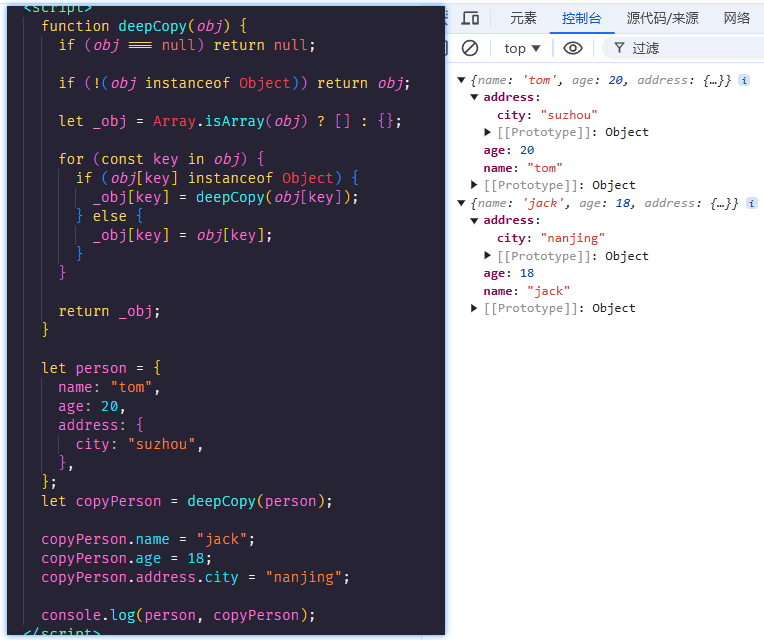 <script>
function deepCopy(obj) {
if (obj === null) return null;
if (!(obj instanceof Object)) return obj;
let _obj = Array.isArray(obj) ? [] : {};
for (const key in obj) {
if (obj[key] instanceof Object) {
_obj[key] = deepCopy(obj[key]);
} else {
_obj[key] = obj[key];
}
}
return _obj;
}
let person = {
name: "tom",
age: 20,
address: {
city: "suzhou",
},
};
let copyPerson = deepCopy(person);
copyPerson.name = "jack";
copyPerson.age = 18;
copyPerson.address.city = "nanjing";
console.log(person, copyPerson);
</script>
元素 控制台 源代码/来源 网络
top ▼ 过滤
▼ {name: 'tom', age: 20, address: {…}} i
▼ address:
city: "suzhou"
▶ [[Prototype]]: Object
age: 20
name: "tom"
▶ [[Prototype]]: Object
▼ {name: 'jack', age: 18, address: {…}} i
▼ address:
city: "nanjing"
▶ [[Prototype]]: Object
age: 18
name: "jack"
▶ [[Prototype]]: Object